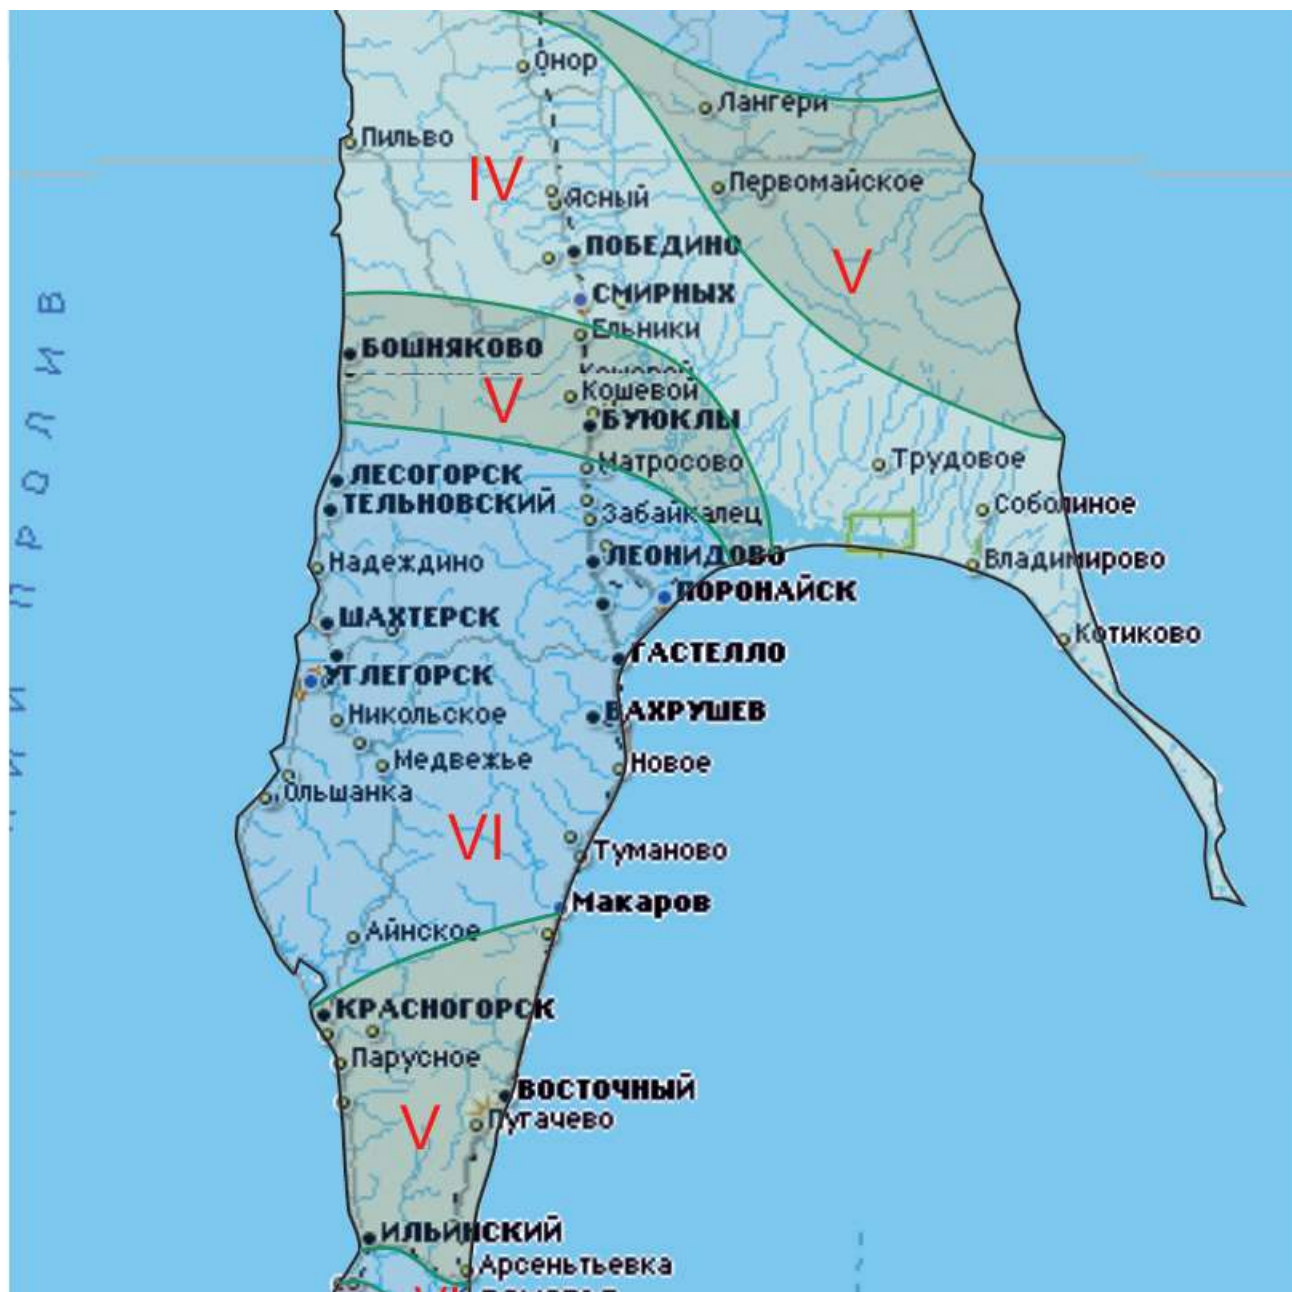 Онор
Лангери
Пильво
IV
Первомайское
Ясный
ПОБЕДИНО
V
СМИРНЫХ
Ельники
БОШНЯКОВО
V
Кошевой
БУЮКЛЫ
Матросово
Трудовое
ЛЕСОГОРСК
ТЕЛЬНОВСКИЙ
Соболиное
Забайкалец
ЛЕОНИДОВО
Владимирово
Надеждино
ПОРОНАЙСК
ШАХТЕРСК
Котиково
ГАСТЕЛЛО
УГЛЕГОРСК
Никольское
ВАХРУШЕВ
Медвежье
Новое
Ольшанка
VI
Туманово
Макаров
Айнское
КРАСНОГОРСК
Парусное
ВОСТОЧНЫЙ
V
Пугачево
ИЛЬИНСКИЙ
Арсеньтьевка
П Р О Л И В